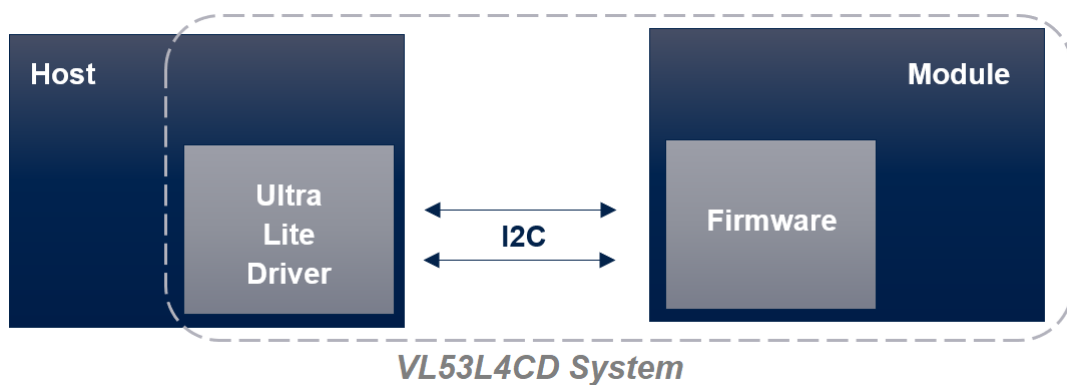 Host
Module
Ultra
Lite
Driver
I2C
Firmware
VL53L4CD System